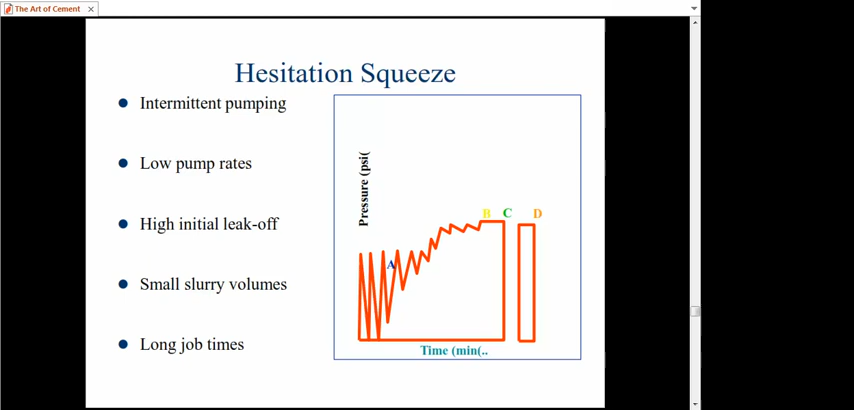 The Art of Cement
Hesitation Squeeze
Intermittent pumping
Low pump rates
High initial leak-off
Small slurry volumes
Long job times
Pressure (psi(
A
B
C
D
Time (min(..